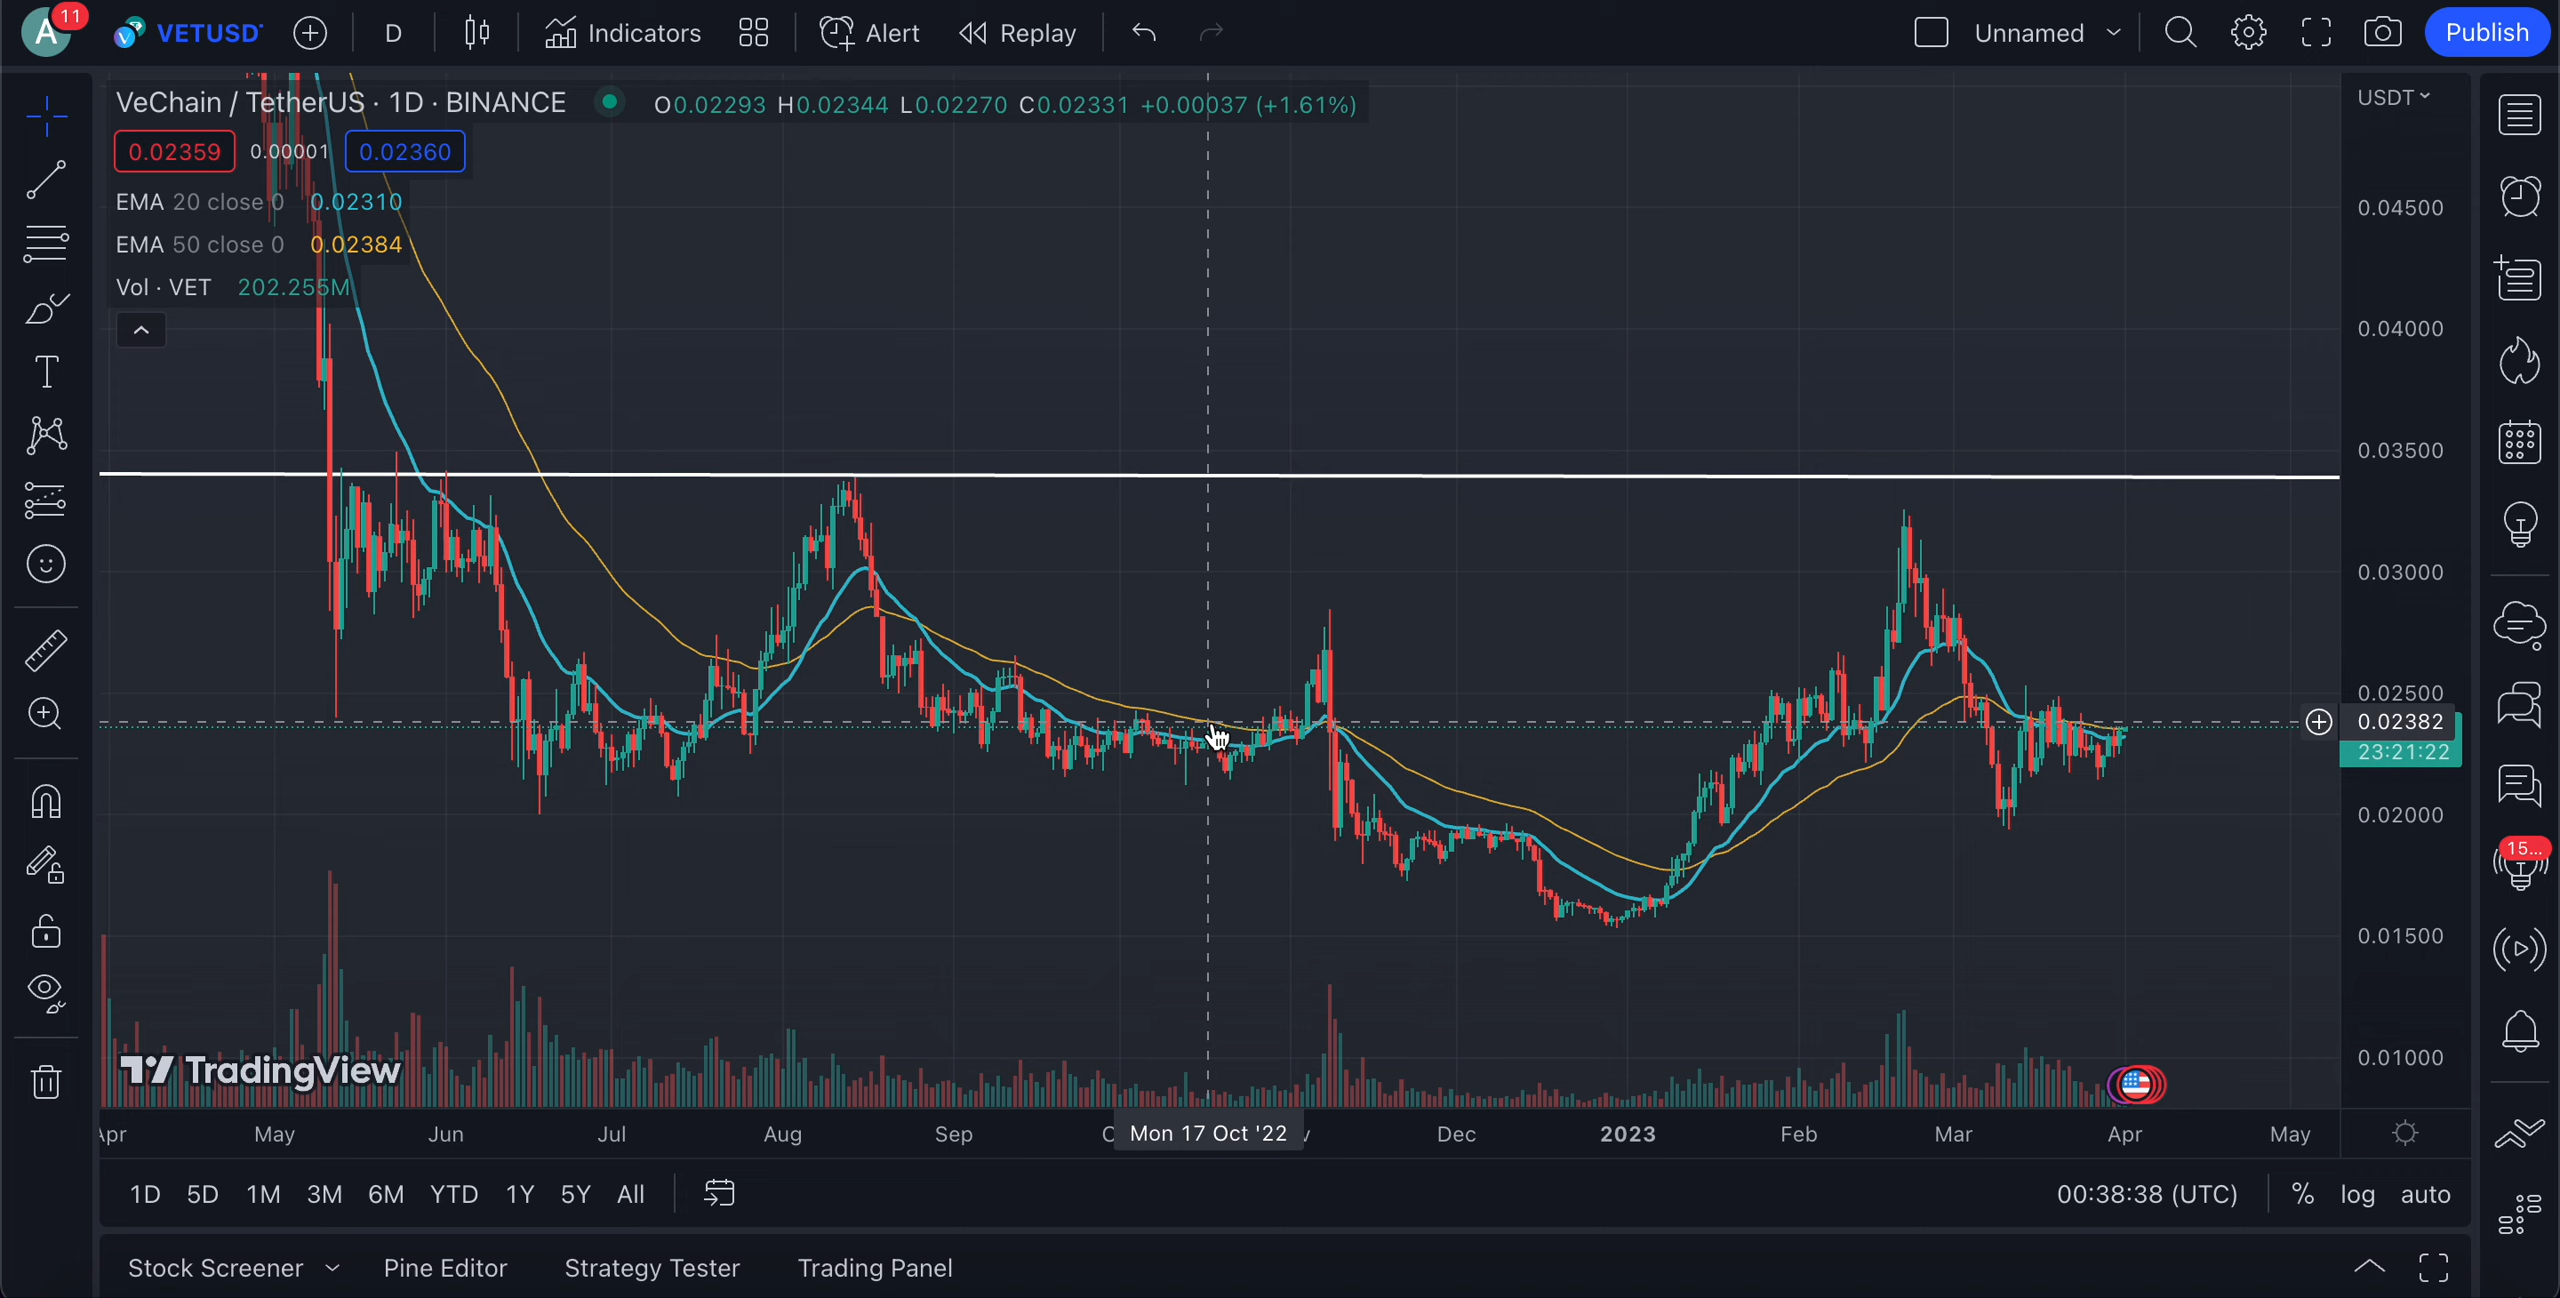 A 11 VETUSDT D Indicators Alert Replay Unnamed Publish
VeChain / TetherUS · 1D · BINANCE O0.02293 H0.02344 L0.02270 C0.02331 +0.00037 (+1.61%)
USDT
0.02359 0.00001 0.02360
EMA 20 close 0 0.02310
EMA 50 close 0 0.02384
Vol · VET 202.255M
0.04500
0.04000
0.03500
0.03000
0.02500
0.02382
23:21:22
0.02000
15...
0.01500
0.01000
TradingView
Apr May Jun Jul Aug Sep Mon 17 Oct '22 Dec 2023 Feb Mar Apr May
1D 5D 1M 3M 6M YTD 1Y 5Y All 00:38:38 (UTC) % log auto
Stock Screener Pine Editor Strategy Tester Trading Panel